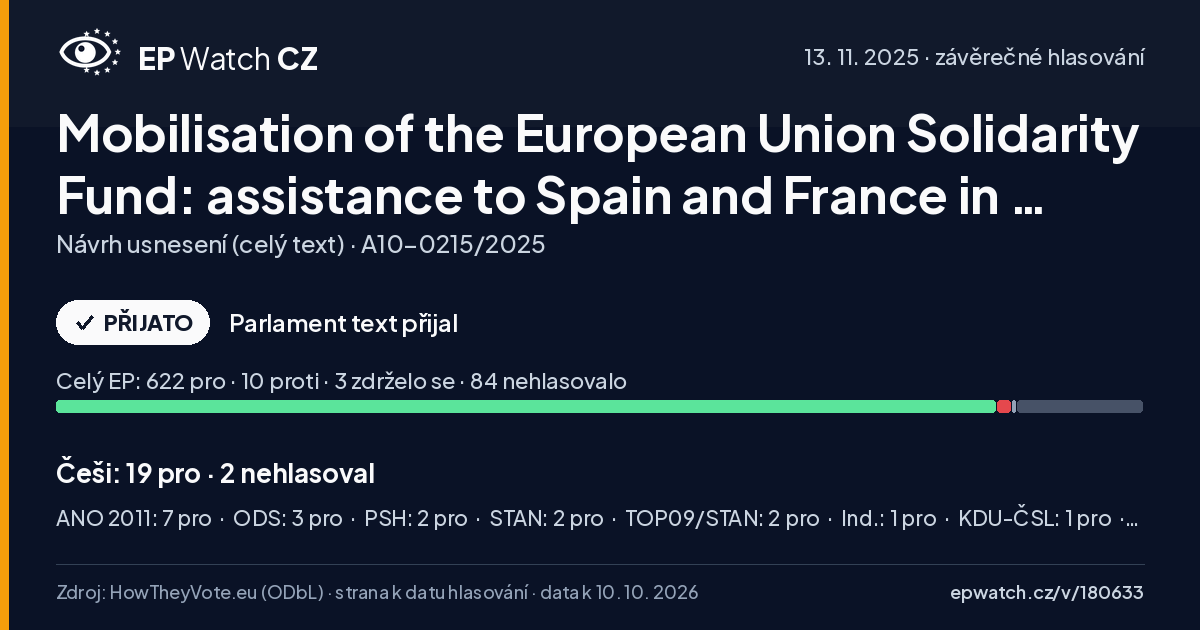 EP Watch CZ
13. 11. 2025 · závěrečné hlasování
Mobilisation of the European Union Solidarity
Fund: assistance to Spain and France in …
Návrh usnesení (celý text) · A10–0215/2025
✓ PŘIJATO
Parlament text přijal
Celý EP: 622 pro · 10 proti · 3 zdrželo se · 84 nehlasovalo
Češi: 19 pro · 2 nehlasoval
ANO 2011: 7 pro · ODS: 3 pro · PSH: 2 pro · STAN: 2 pro · TOP09/STAN: 2 pro · Ind.: 1 pro · KDU-ČSL: 1 pro ·…
Zdroj: HowTheyVote.eu (ODbL) · strana k datu hlasování · data k 10. 10. 2026
epwatch.cz/v/180633